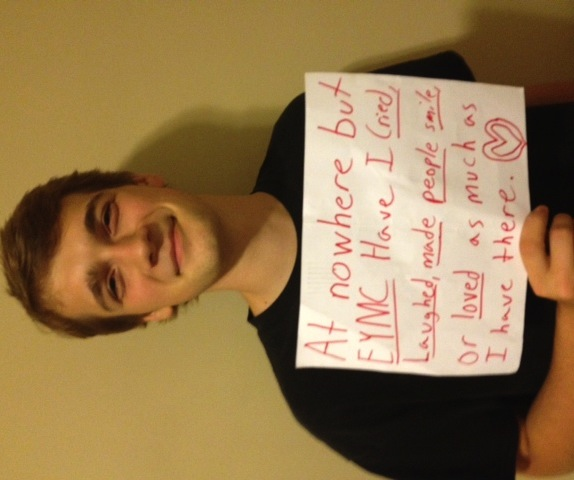 At nowhere but
EYMC Have I Cried,
Laughed, made people smile,
Or loved as much as
I have there.